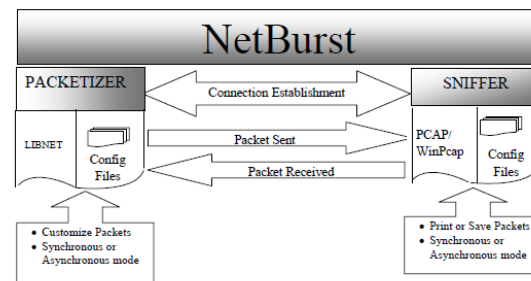 NetBurst
PACKETIZER
Connection Establishment
SNIFFER
LIBNET
Config
Files
Packet Sent
Packet Received
PCAP/
WinPcap
Config
Files
• Customize Packets
• Synchronous or
Asynchronous mode
• Print or Save Packets
• Synchronous or
Asynchronous mode